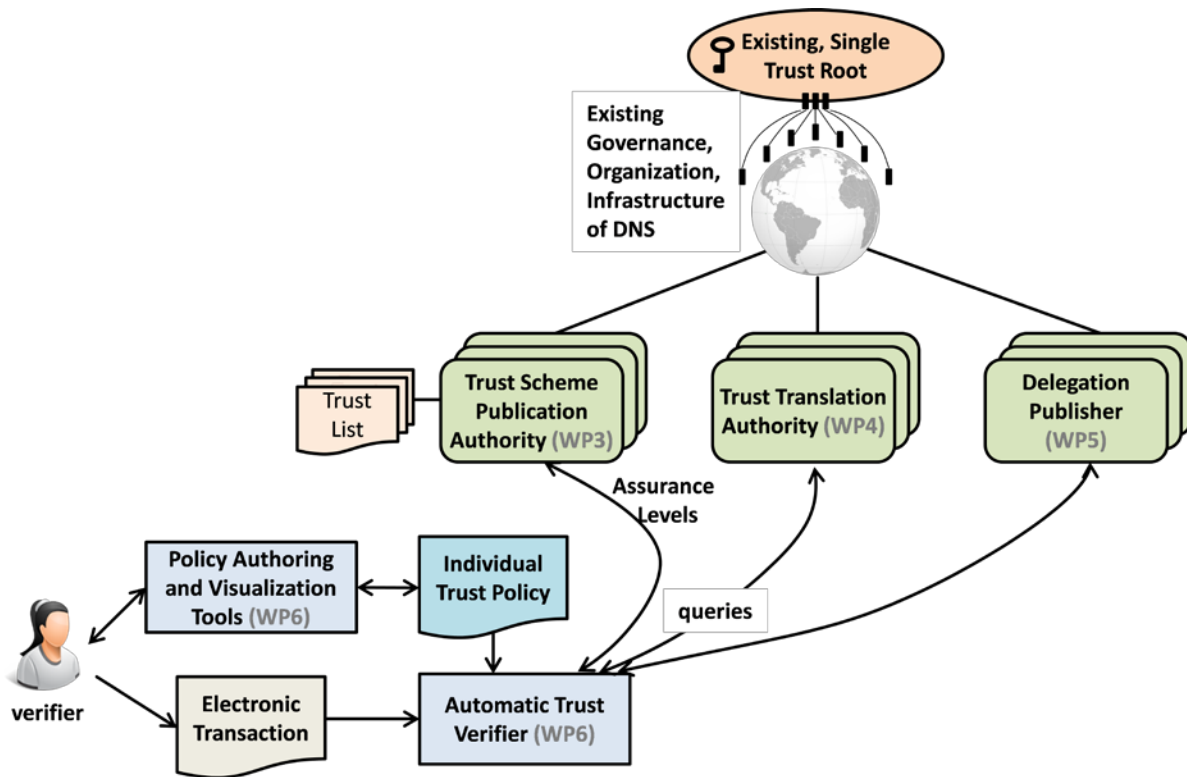 Existing, Single
Trust Root
Existing
Governance,
Organization,
Infrastructure
of DNS
Trust
List
Trust Scheme
Publication
Authority (WP3)
Trust Translation
Authority (WP4)
Delegation
Publisher
(WP5)
Assurance
Levels
Policy Authoring
and Visualization
Tools (WP6)
Individual
Trust Policy
queries
verifier
Electronic
Transaction
Automatic Trust
Verifier (WP6)